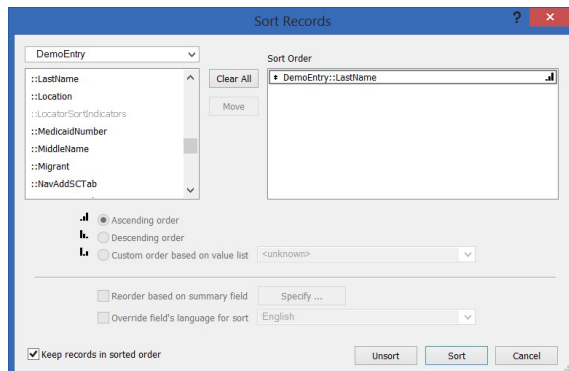 Sort Records
?
DemoEntry
Sort Order
::LastName
::Location
::LocatorSortIndicators
::MedicaidNumber
::MiddleName
::Migrant
::NavAddSCTab
Clear All
Move
DemoEntry::LastName
Ascending order
Descending order
Custom order based on value list
<unknown>
Reorder based on summary field
Specify ...
Override field's language for sort
English
Keep records in sorted order
Unsort
Sort
Cancel